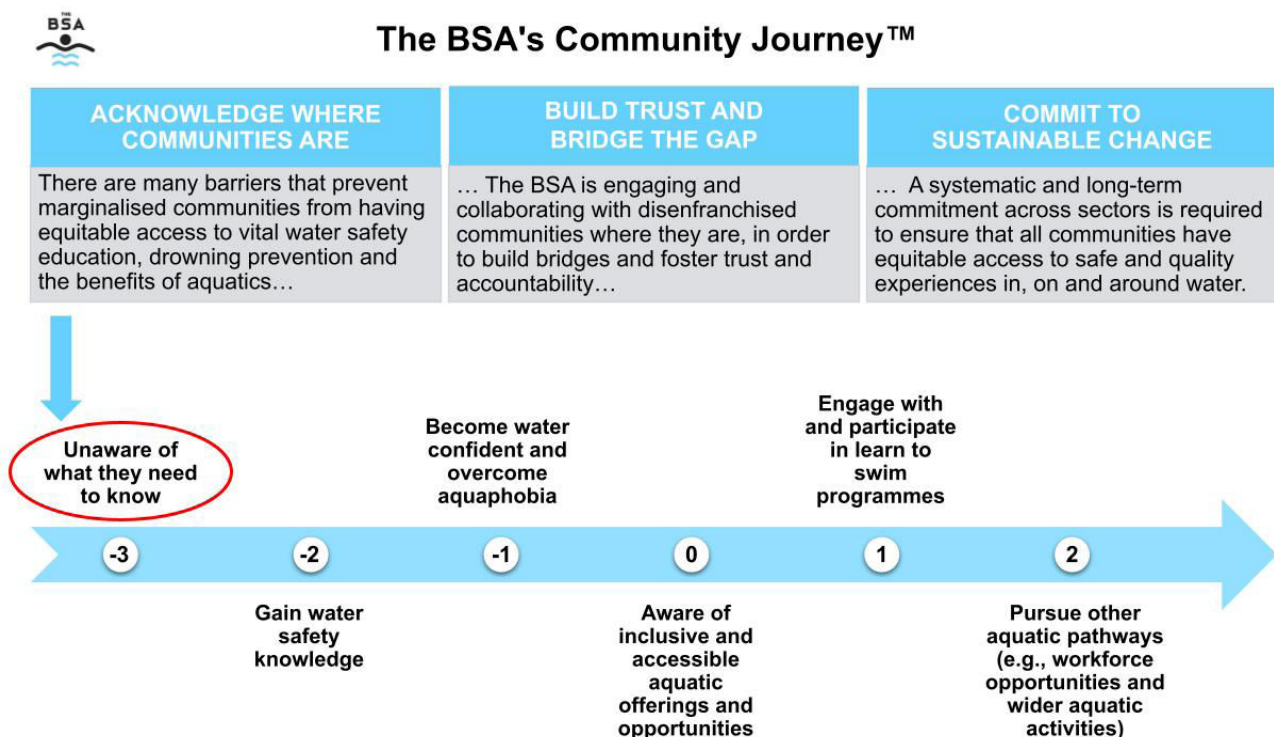 THE
BSA
The BSA's Community Journey™
ACKNOWLEDGE WHERE
COMMUNITIES ARE
There are many barriers that prevent
marginalised communities from having
equitable access to vital water safety
education, drowning prevention and
the benefits of aquatics…
BUILD TRUST AND
BRIDGE THE GAP
… The BSA is engaging and
collaborating with disenfranchised
communities where they are, in order
to build bridges and foster trust and
accountability…
COMMIT TO
SUSTAINABLE CHANGE
… A systematic and long-term
commitment across sectors is required
to ensure that all communities have
equitable access to safe and quality
experiences in, on and around water.
Unaware of
what they need
to know
Become water
confident and
overcome
aquaphobia
Engage with
and participate
in learn to
swim
programmes
-3
-2
-1
0
1
2
Gain water
safety
knowledge
Aware of
inclusive and
accessible
aquatic
offerings and
opportunities
Pursue other
aquatic pathways
(e.g., workforce
opportunities and
wider aquatic
activities)